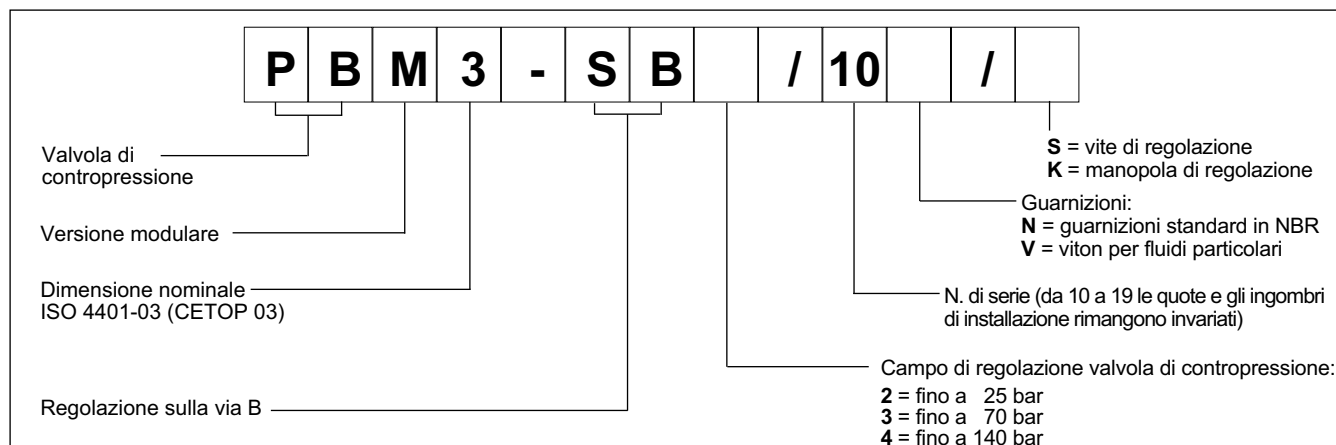 P B M 3 - S B / 10 /
Valvola di
contropressione
Versione modulare
Dimensione nominale
ISO 4401-03 (CETOP 03)
Regolazione sulla via B
S = vite di regolazione
K = manopola di regolazione
Guarnizioni:
N = guarnizioni standard in NBR
V = viton per fluidi particolari
N. di serie (da 10 a 19 le quote e gli ingombri
di installazione rimangono invariati)
Campo di regolazione valvola di contropressione:
2 = fino a 25 bar
3 = fino a 70 bar
4 = fino a 140 bar